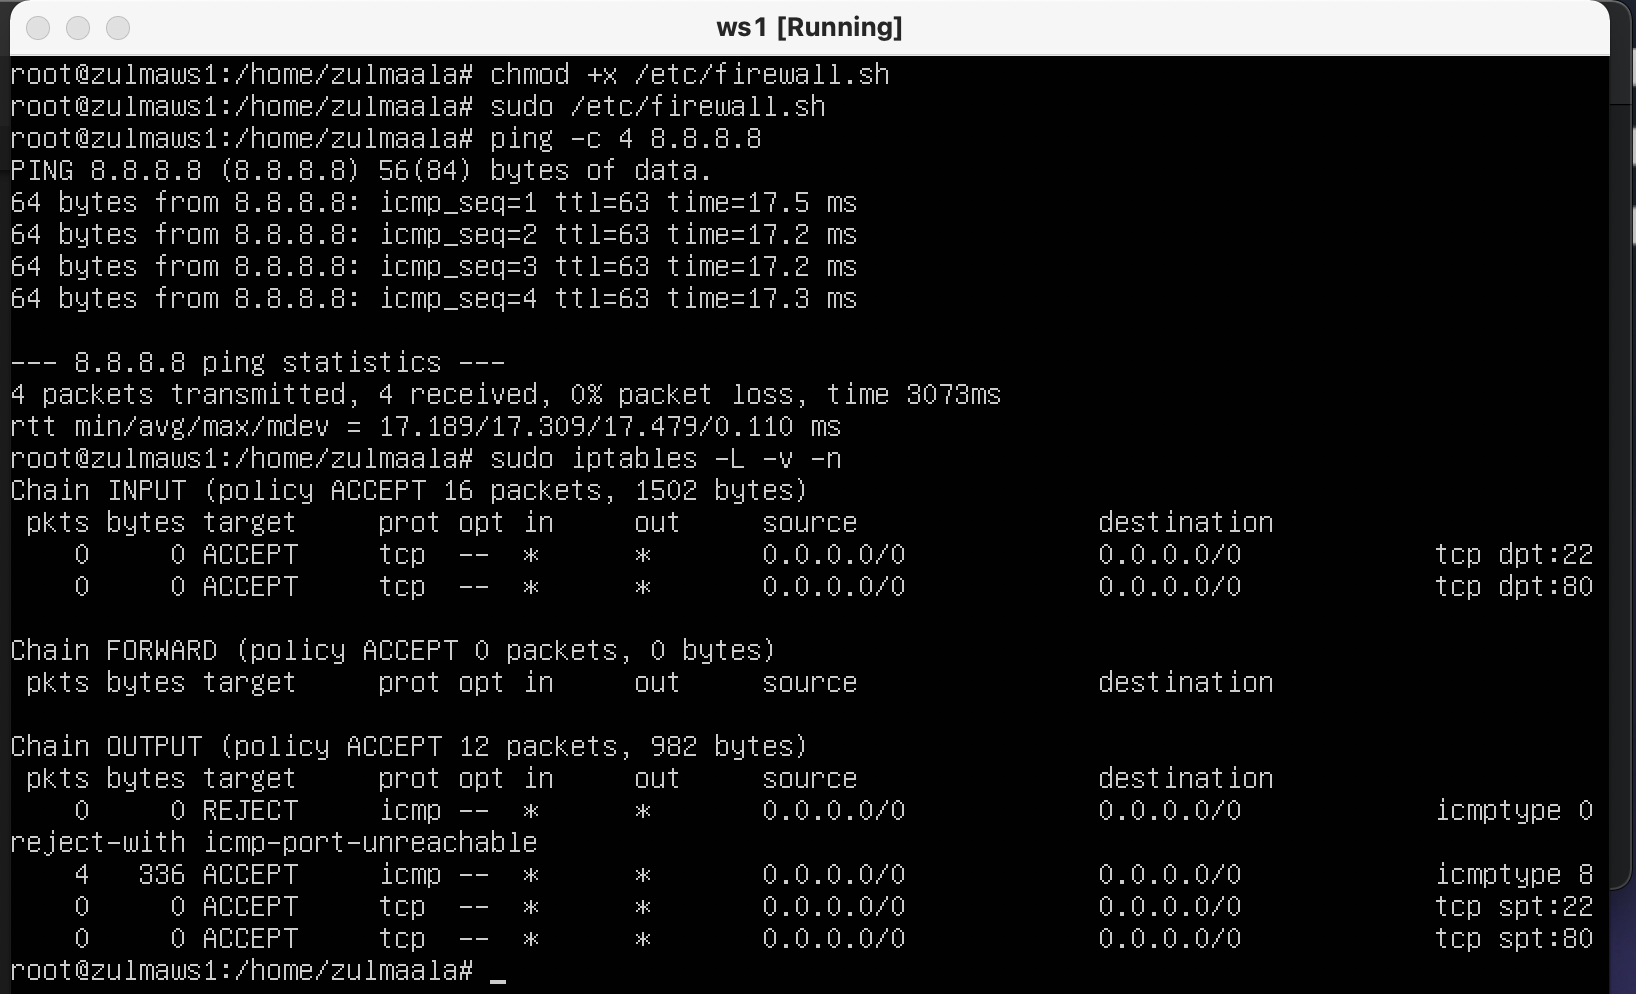 ws1 [Running]
root@zulmaws1:/home/zulmaala# chmod +x /etc/firewall.sh
root@zulmaws1:/home/zulmaala# sudo /etc/firewall.sh
root@zulmaws1:/home/zulmaala# ping -c 4 8.8.8.8
PING 8.8.8.8 (8.8.8.8) 56(84) bytes of data.
64 bytes from 8.8.8.8: icmp_seq=1 ttl=63 time=17.5 ms
64 bytes from 8.8.8.8: icmp_seq=2 ttl=63 time=17.2 ms
64 bytes from 8.8.8.8: icmp_seq=3 ttl=63 time=17.2 ms
64 bytes from 8.8.8.8: icmp_seq=4 ttl=63 time=17.3 ms
--- 8.8.8.8 ping statistics ---
4 packets transmitted, 4 received, 0% packet loss, time 3073ms
rtt min/avg/max/mdev = 17.189/17.309/17.479/0.110 ms
root@zulmaws1:/home/zulmaala# sudo iptables -L -v -n
Chain INPUT (policy ACCEPT 16 packets, 1502 bytes)
 pkts bytes target     prot opt in     out     source               destination
    0     0 ACCEPT     tcp  --  *      *       0.0.0.0/0            0.0.0.0/0            tcp dpt:22
    0     0 ACCEPT     tcp  --  *      *       0.0.0.0/0            0.0.0.0/0            tcp dpt:80
Chain FORWARD (policy ACCEPT 0 packets, 0 bytes)
 pkts bytes target     prot opt in     out     source               destination
Chain OUTPUT (policy ACCEPT 12 packets, 982 bytes)
 pkts bytes target     prot opt in     out     source               destination
    0     0 REJECT     icmp --  *      *       0.0.0.0/0            0.0.0.0/0            icmptype 0
reject-with icmp-port-unreachable
    4   336 ACCEPT     icmp --  *      *       0.0.0.0/0            0.0.0.0/0            icmptype 8
    0     0 ACCEPT     tcp  --  *      *       0.0.0.0/0            0.0.0.0/0            tcp spt:22
    0     0 ACCEPT     tcp  --  *      *       0.0.0.0/0            0.0.0.0/0            tcp spt:80
root@zulmaws1:/home/zulmaala# _